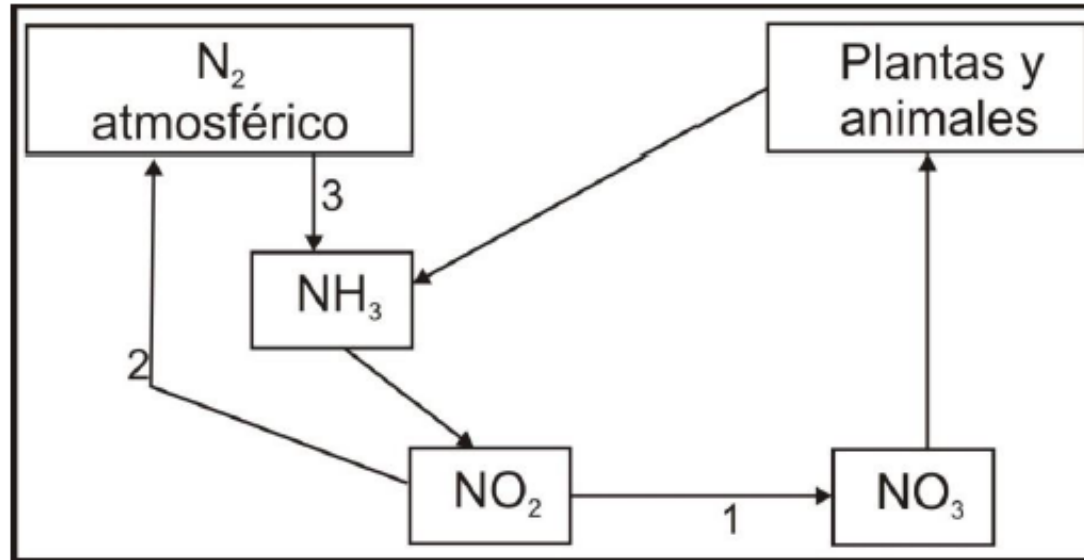 N₂
atmosférico
Plantas y
animales
3
NH₃
2
NO₂
1
NO₃